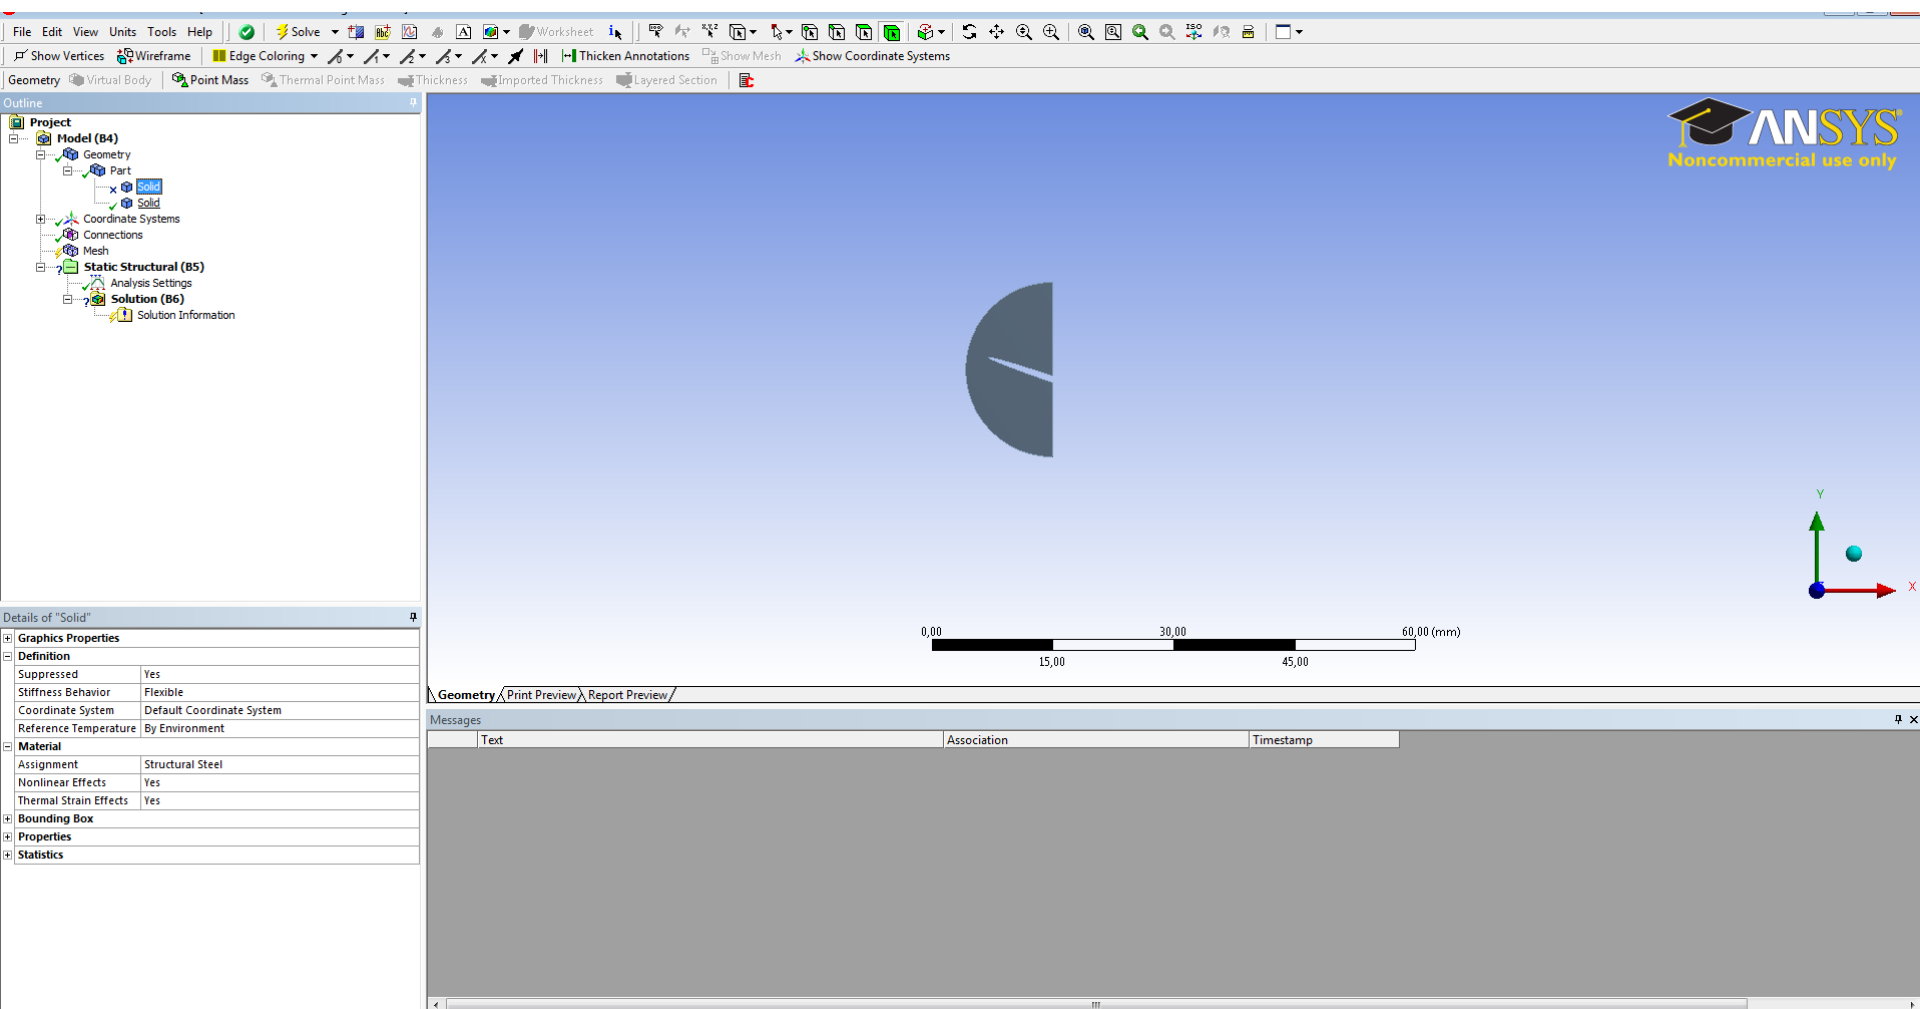 File Edit View Units Tools Help Solve Worksheet
Show Vertices Wireframe Edge Coloring Thicken Annotations Show Mesh Show Coordinate Systems
Geometry Virtual Body Point Mass Thermal Point Mass Thickness Imported Thickness Layered Section
Outline
Project
Model (B4)
Geometry
Part
Solid
Solid
Coordinate Systems
Connections
Mesh
Static Structural (B5)
Analysis Settings
Solution (B6)
Solution Information
ANSYS
Noncommercial use only
Y
X
0,00 30,00 60,00 (mm)
15,00 45,00
Geometry Print Preview Report Preview
Details of "Solid"
Graphics Properties
Definition
Suppressed Yes
Stiffness Behavior Flexible
Coordinate System Default Coordinate System
Reference Temperature By Environment
Material
Assignment Structural Steel
Nonlinear Effects Yes
Thermal Strain Effects Yes
Bounding Box
Properties
Statistics
Messages
Text Association Timestamp